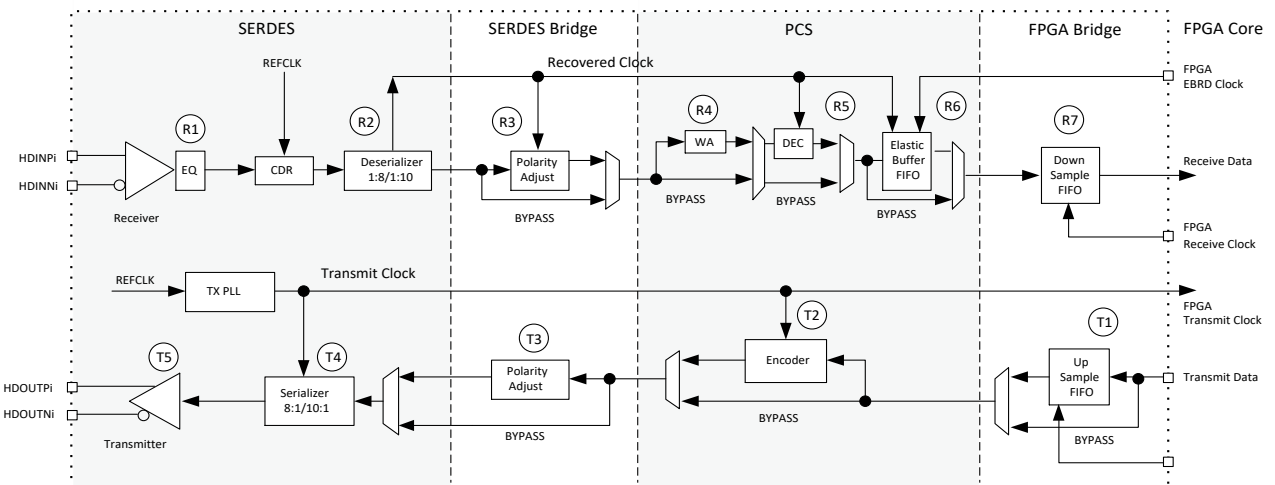 SERDES
SERDES Bridge
PCS
FPGA Bridge
FPGA Core
REFCLK
Recovered Clock
FPGA
EBRD Clock
R1
R2
R3
R4
R5
R6
R7
HDINPi
HDINNi
EQ
CDR
Deserializer
1:8/1:10
Polarity
Adjust
WA
DEC
Elastic
Buffer
FIFO
Down
Sample
FIFO
Receive Data
Receiver
BYPASS
BYPASS
BYPASS
BYPASS
FPGA
Receive Clock
REFCLK
TX PLL
Transmit Clock
FPGA
Transmit Clock
T5
T4
T3
T2
T1
HDOUTPi
HDOUTNi
Serializer
8:1/10:1
Polarity
Adjust
Encoder
Up
Sample
FIFO
Transmit Data
Transmitter
BYPASS
BYPASS
BYPASS